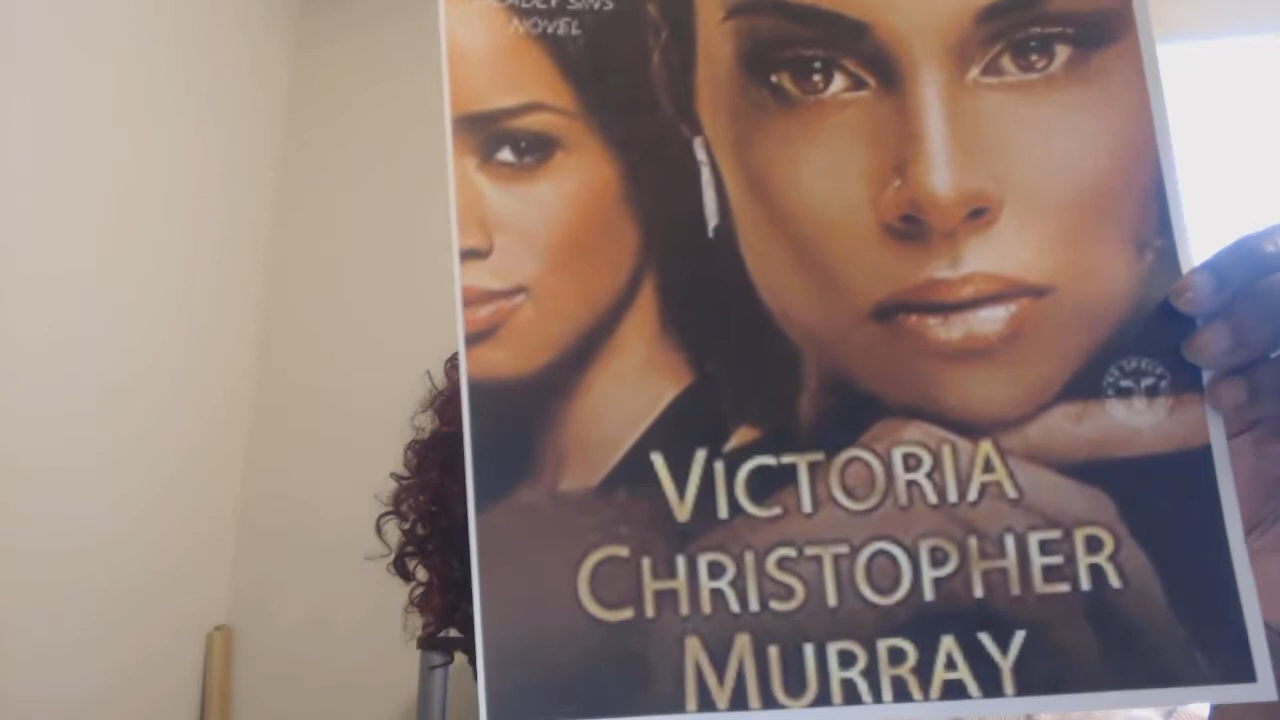 DEADLY SINS
NOVEL
VICTORIA
CHRISTOPHER
MURRAY